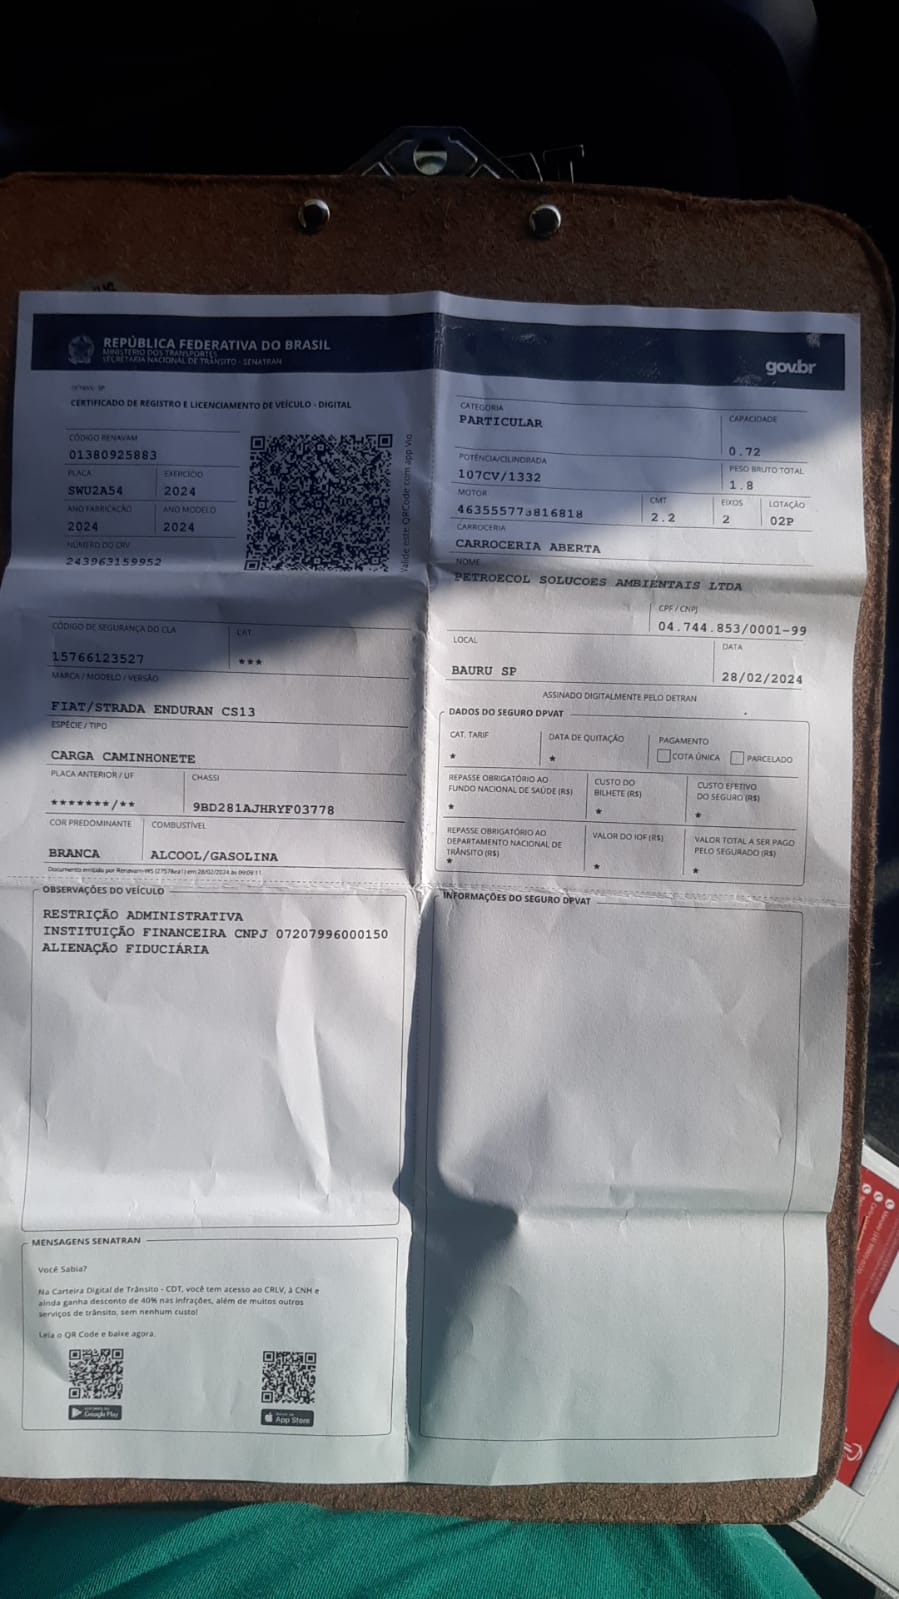 REPÚBLICA FEDERATIVA DO BRASIL
MINISTÉRIO DOS TRANSPORTES
SECRETARIA NACIONAL DE TRÂNSITO - SENATRAN
gov.br
DETRAN- SP
CERTIFICADO DE REGISTRO E LICENCIAMENTO DE VEÍCULO - DIGITAL
CÓDIGO RENAVAM
01380925883
PLACA EXERCÍCIO
SWU2A54 2024
ANO FABRICAÇÃO ANO MODELO
2024 2024
NÚMERO DO CRV
243963159952
Valide este QRCode com app Vio
CÓDIGO DE SEGURANÇA DO CLA CAT
15766123527 ***
MARCA / MODELO / VERSÃO
FIAT/STRADA ENDURAN CS13
ESPÉCIE / TIPO
CARGA CAMINHONETE
PLACA ANTERIOR / UF CHASSI
*******/** 9BD281AJHRYF03778
COR PREDOMINANTE COMBUSTÍVEL
BRANCA ALCOOL/GASOLINA
Documento emitido por Renavam-WS (27578ea1) em 28/02/2024 às 09:09:11.
OBSERVAÇÕES DO VEÍCULO
RESTRIÇÃO ADMINISTRATIVA
INSTITUIÇÃO FINANCEIRA CNPJ 07207996000150
ALIENAÇÃO FIDUCIÁRIA
MENSAGENS SENATRAN
Você Sabia?
Na Carteira Digital de Trânsito - CDT, você tem acesso ao CRLV, à CNH e
ainda ganha desconto de 40% nas infrações, além de muitos outros
serviços de trânsito, sem nenhum custo!
Leia o QR Code e baixe agora.
Google Play
App Store
CATEGORIA
PARTICULAR
CAPACIDADE
0.72
POTÊNCIA/CILINDRADA
107CV/1332
PESO BRUTO TOTAL
1.8
MOTOR CMT EIXOS LOTAÇÃO
463555773816818 2.2 2 02P
CARROCERIA
CARROCERIA ABERTA
NOME
PETROECOL SOLUCOES AMBIENTAIS LTDA
CPF / CNPJ
04.744.853/0001-99
LOCAL DATA
BAURU SP 28/02/2024
ASSINADO DIGITALMENTE PELO DETRAN
DADOS DO SEGURO DPVAT
CAT. TARIF DATA DE QUITAÇÃO PAGAMENTO
* * COTA ÚNICA PARCELADO
REPASSE OBRIGATÓRIO AO
FUNDO NACIONAL DE SAÚDE (R$)
*
CUSTO DO
BILHETE (R$)
*
CUSTO EFETIVO
DO SEGURO (R$)
*
REPASSE OBRIGATÓRIO AO
DEPARTAMENTO NACIONAL DE
TRÂNSITO (R$)
*
VALOR DO IOF (R$)
*
VALOR TOTAL A SER PAGO
PELO SEGURADO (R$)
*
INFORMAÇÕES DO SEGURO DPVAT